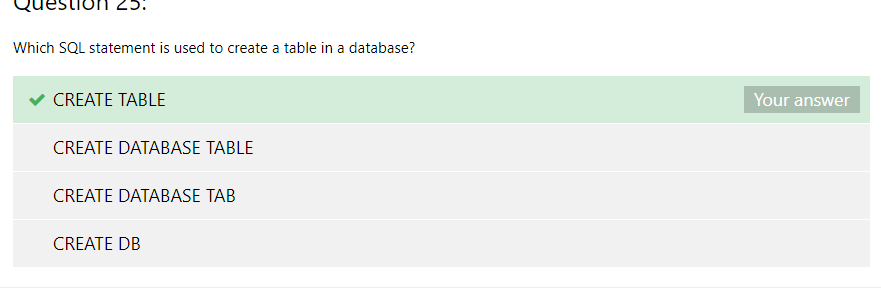 Question 25:
Which SQL statement is used to create a table in a database?
CREATE TABLE
Your answer
CREATE DATABASE TABLE
CREATE DATABASE TAB
CREATE DB